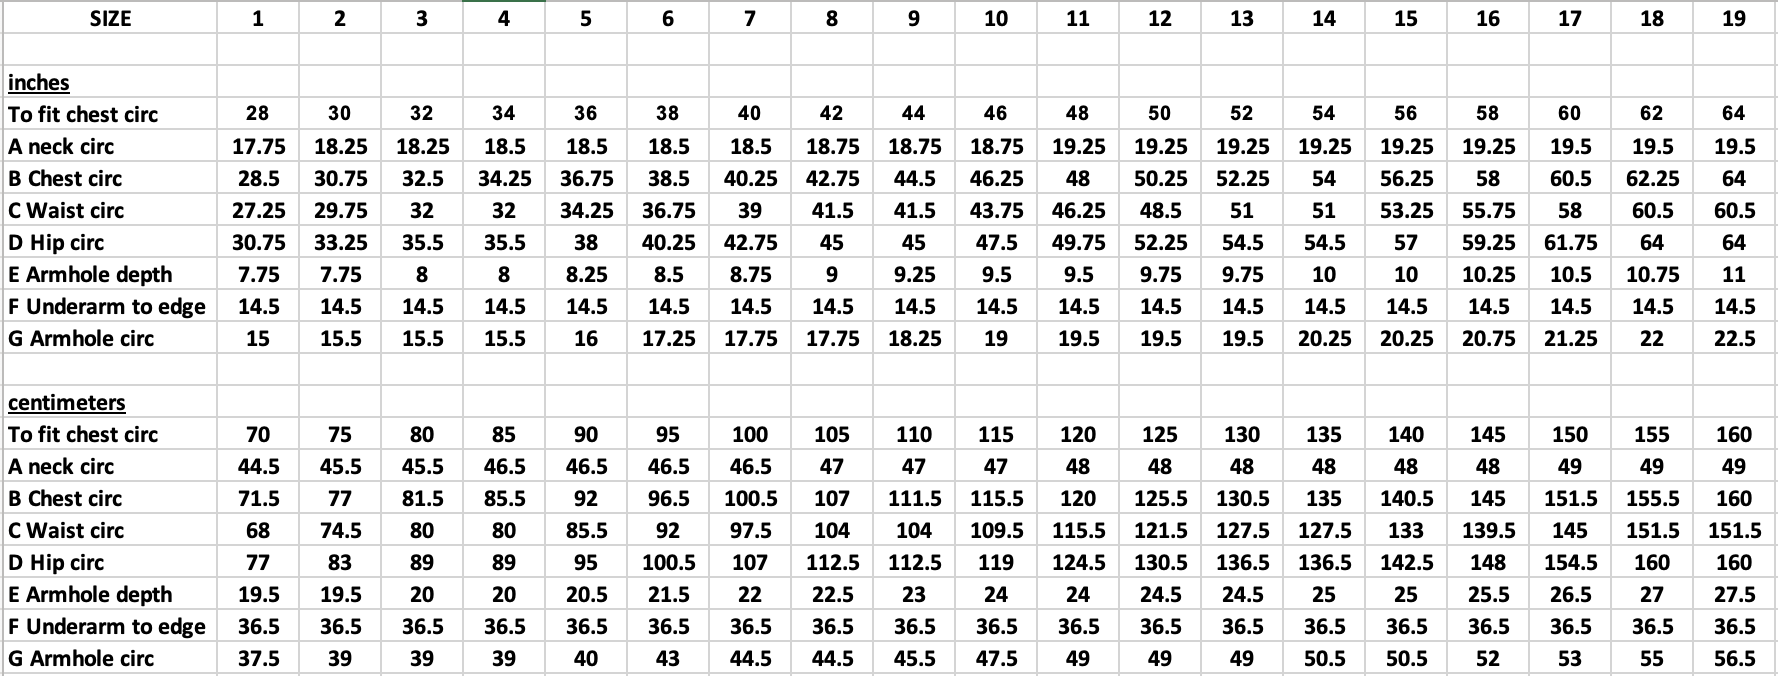 SIZE 1 2 3 4 5 6 7 8 9 10 11 12 13 14 15 16 17 18 19
inches
To fit chest circ 28 30 32 34 36 38 40 42 44 46 48 50 52 54 56 58 60 62 64
A neck circ 17.75 18.25 18.25 18.5 18.5 18.5 18.5 18.75 18.75 18.75 19.25 19.25 19.25 19.25 19.25 19.25 19.5 19.5 19.5
B Chest circ 28.5 30.75 32.5 34.25 36.75 38.5 40.25 42.75 44.5 46.25 48 50.25 52.25 54 56.25 58 60.5 62.25 64
C Waist circ 27.25 29.75 32 32 34.25 36.75 39 41.5 41.5 43.75 46.25 48.5 51 51 53.25 55.75 58 60.5 60.5
D Hip circ 30.75 33.25 35.5 35.5 38 40.25 42.75 45 45 47.5 49.75 52.25 54.5 54.5 57 59.25 61.75 64 64
E Armhole depth 7.75 7.75 8 8 8.25 8.5 8.75 9 9.25 9.5 9.5 9.75 9.75 10 10 10.25 10.5 10.75 11
F Underarm to edge 14.5 14.5 14.5 14.5 14.5 14.5 14.5 14.5 14.5 14.5 14.5 14.5 14.5 14.5 14.5 14.5 14.5 14.5 14.5
G Armhole circ 15 15.5 15.5 15.5 16 17.25 17.75 17.75 18.25 19 19.5 19.5 19.5 20.25 20.25 20.75 21.25 22 22.5
centimeters
To fit chest circ 70 75 80 85 90 95 100 105 110 115 120 125 130 135 140 145 150 155 160
A neck circ 44.5 45.5 45.5 46.5 46.5 46.5 46.5 47 47 47 48 48 48 48 48 48 49 49 49
B Chest circ 71.5 77 81.5 85.5 92 96.5 100.5 107 111.5 115.5 120 125.5 130.5 135 140.5 145 151.5 155.5 160
C Waist circ 68 74.5 80 80 85.5 92 97.5 104 104 109.5 115.5 121.5 127.5 127.5 133 139.5 145 151.5 151.5
D Hip circ 77 83 89 89 95 100.5 107 112.5 112.5 119 124.5 130.5 136.5 136.5 142.5 148 154.5 160 160
E Armhole depth 19.5 19.5 20 20 20.5 21.5 22 22.5 23 24 24 24.5 24.5 25 25 25.5 26.5 27 27.5
F Underarm to edge 36.5 36.5 36.5 36.5 36.5 36.5 36.5 36.5 36.5 36.5 36.5 36.5 36.5 36.5 36.5 36.5 36.5 36.5 36.5
G Armhole circ 37.5 39 39 39 40 43 44.5 44.5 45.5 47.5 49 49 49 50.5 50.5 52 53 55 56.5